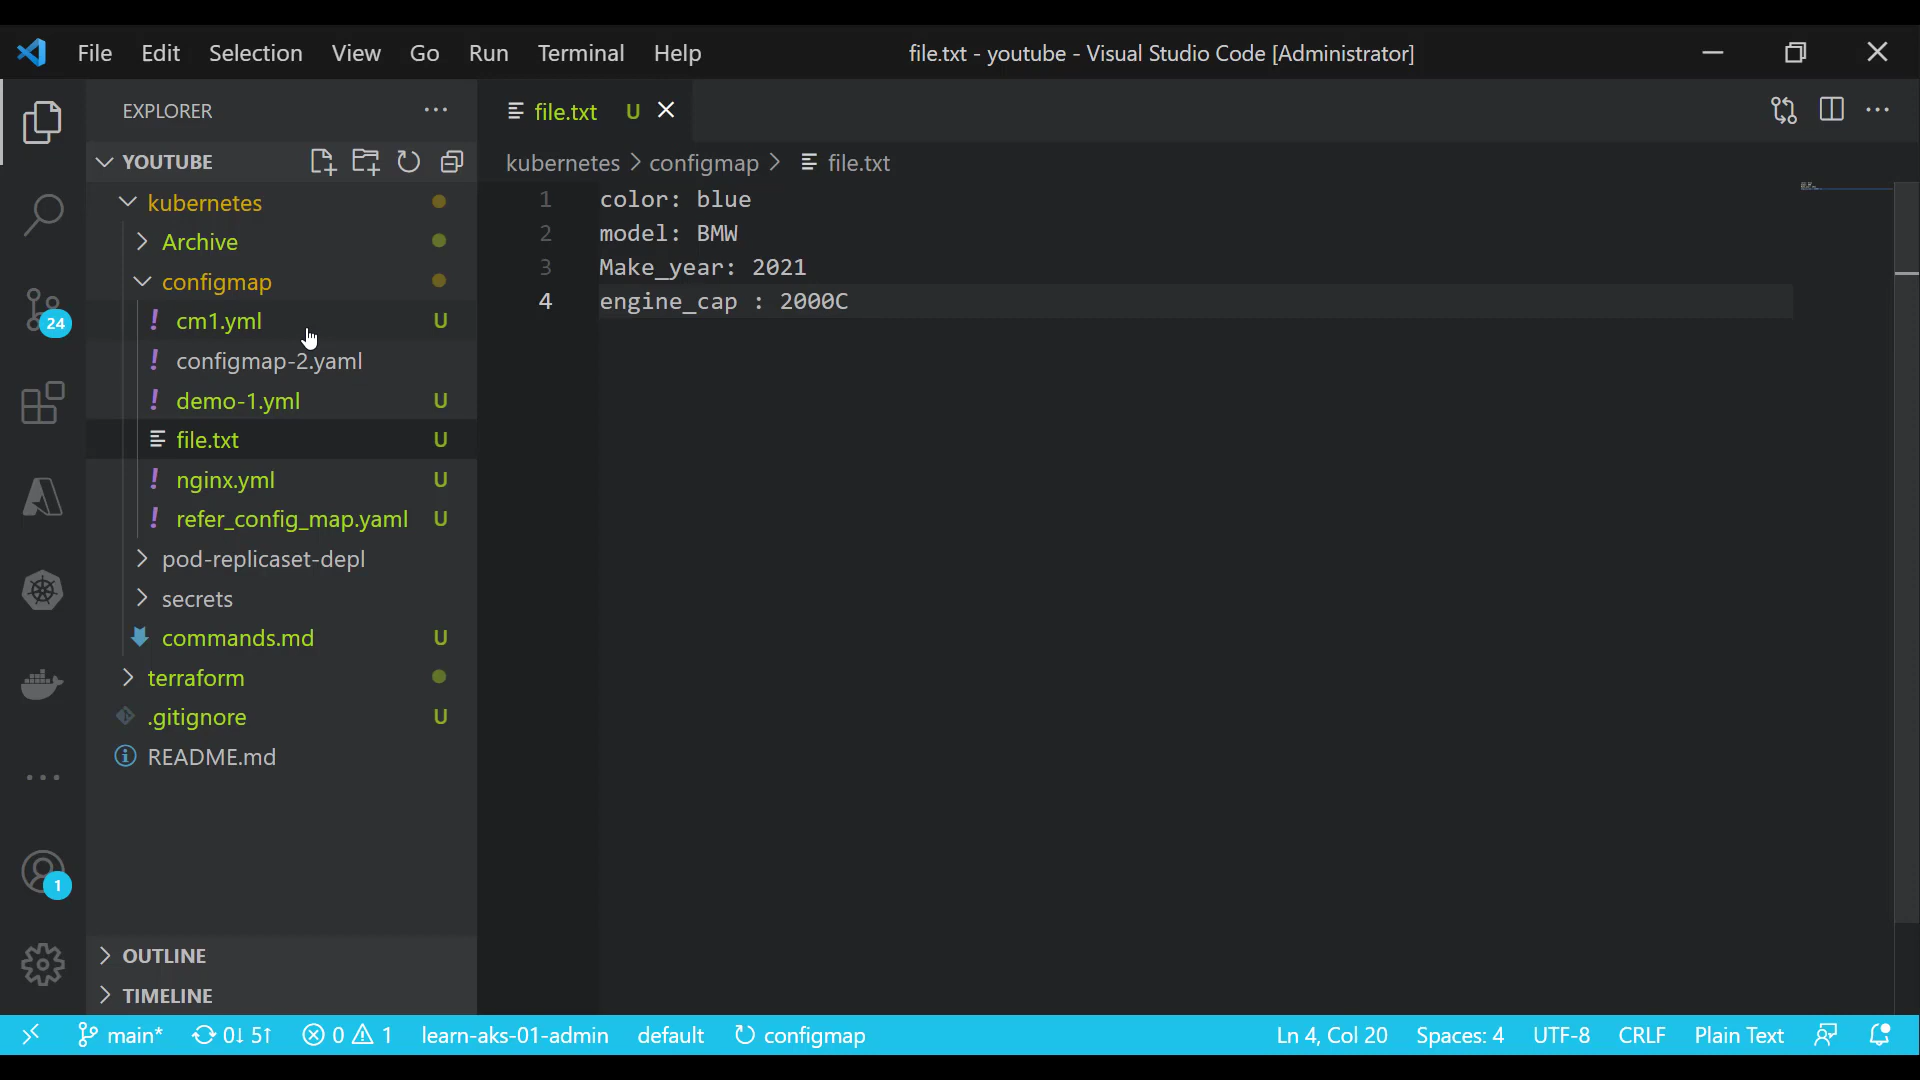 File Edit Selection View Go Run Terminal Help
file.txt - youtube - Visual Studio Code [Administrator]
EXPLORER
YOUTUBE
kubernetes
Archive
configmap
! cm1.yml U
! configmap-2.yaml
! demo-1.yml U
file.txt U
! nginx.yml U
! refer_config_map.yaml U
pod-replicaset-depl
secrets
commands.md U
terraform
.gitignore U
README.md
OUTLINE
TIMELINE
24
1
file.txt U
kubernetes > configmap > file.txt
1 color: blue
2 model: BMW
3 Make_year: 2021
4 engine_cap : 2000C
main* 0↓ 5↑ 0 1 learn-aks-01-admin default configmap
Ln 4, Col 20 Spaces: 4 UTF-8 CRLF Plain Text